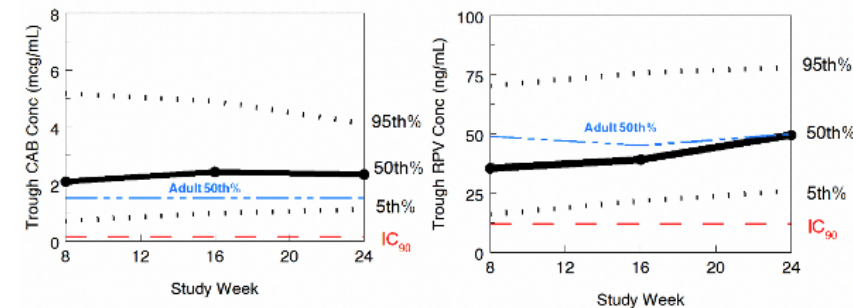 Trough CAB Conc (mcg/mL)
8
6
4
2
0
95th%
50th%
Adult 50th%
5th%
IC90
8
12
16
20
24
Study Week
Trough RPV Conc (ng/mL)
100
75
50
25
0
95th%
Adult 50th%
50th%
5th%
IC90
8
12
16
20
24
Study Week